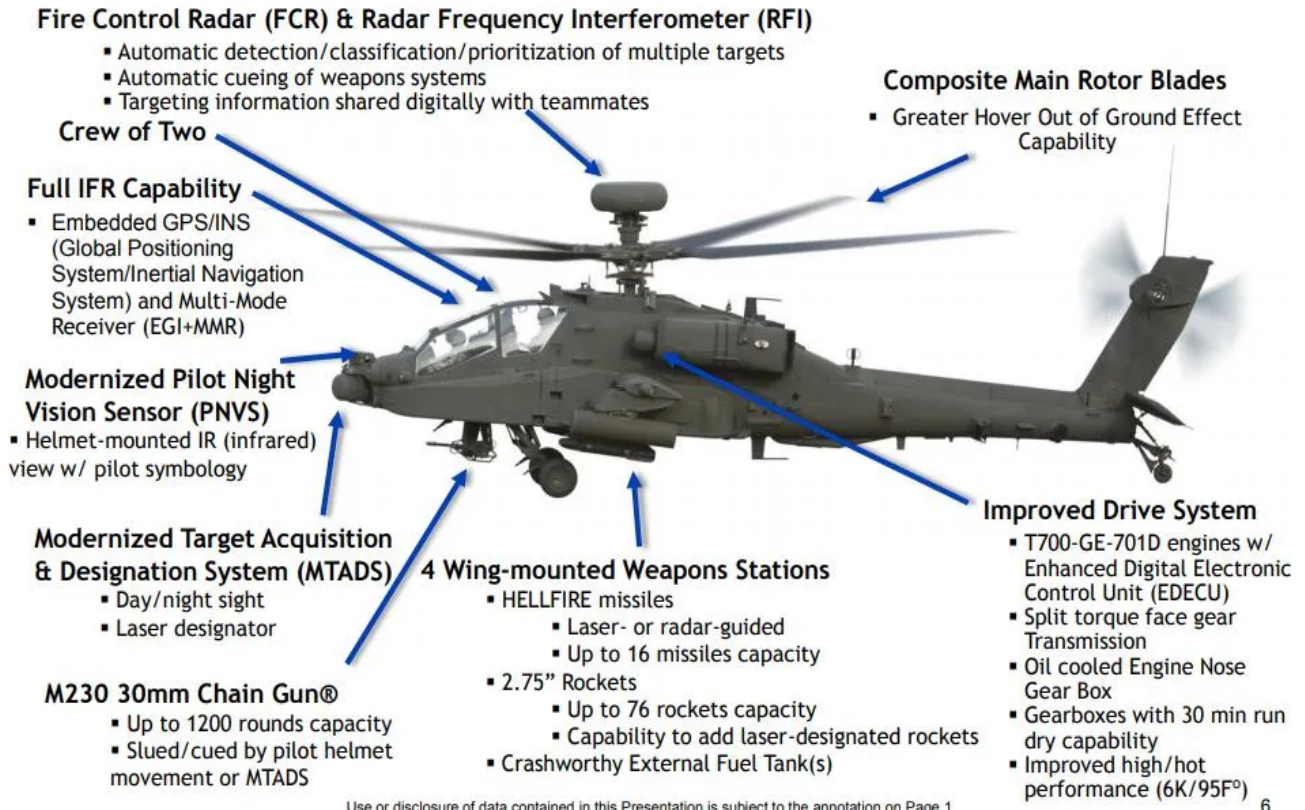 Fire Control Radar (FCR) & Radar Frequency Interferometer (RFI)
▪ Automatic detection/classification/prioritization of multiple targets
▪ Automatic cueing of weapons systems
▪ Targeting information shared digitally with teammates
Crew of Two
Full IFR Capability
▪ Embedded GPS/INS
(Global Positioning
System/Inertial Navigation
System) and Multi-Mode
Receiver (EGI+MMR)
Modernized Pilot Night
Vision Sensor (PNVS)
▪ Helmet-mounted IR (infrared)
view w/ pilot symbology
Modernized Target Acquisition
& Designation System (MTADS)
▪ Day/night sight
▪ Laser designator
M230 30mm Chain Gun®
▪ Up to 1200 rounds capacity
▪ Slued/cued by pilot helmet
movement or MTADS
4 Wing-mounted Weapons Stations
▪ HELLFIRE missiles
▪ Laser- or radar-guided
▪ Up to 16 missiles capacity
▪ 2.75” Rockets
▪ Up to 76 rockets capacity
▪ Capability to add laser-designated rockets
▪ Crashworthy External Fuel Tank(s)
Composite Main Rotor Blades
▪ Greater Hover Out of Ground Effect
Capability
Improved Drive System
▪ T700-GE-701D engines w/
Enhanced Digital Electronic
Control Unit (EDECU)
▪ Split torque face gear
Transmission
▪ Oil cooled Engine Nose
Gear Box
▪ Gearboxes with 30 min run
dry capability
▪ Improved high/hot
performance (6K/95Fº)
Use or disclosure of data contained in this Presentation is subject to the annotation on Page 1
6